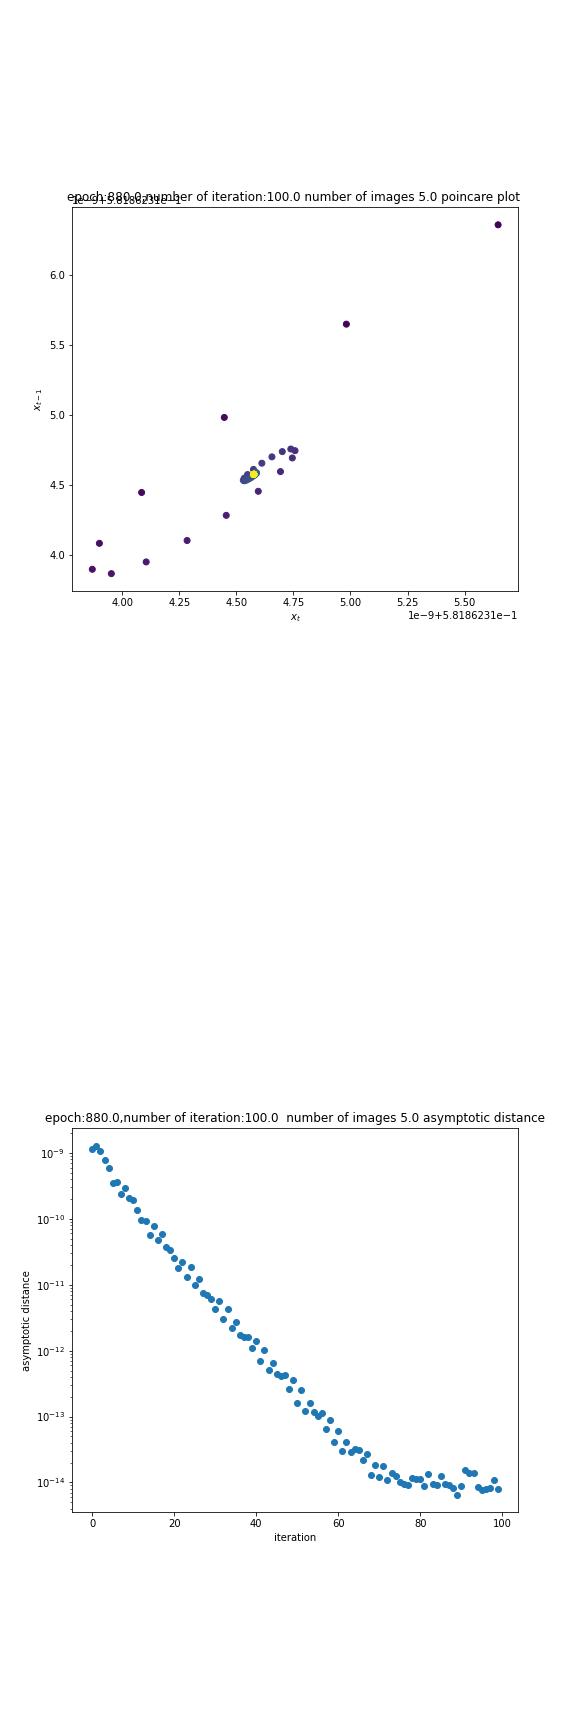 epoch:880.0,number of iteration:100.0 number of images 5.0 poincare plot
1e−9+5.8186231e−1
6.0
5.5
5.0
4.5
4.0
x_{t−1}
4.00 4.25 4.50 4.75 5.00 5.25 5.50
x_t
1e−9+5.8186231e−1
epoch:880.0,number of iteration:100.0  number of images 5.0 asymptotic distance
10^{−9}
10^{−10}
10^{−11}
10^{−12}
10^{−13}
10^{−14}
asymptotic distance
0 20 40 60 80 100
iteration